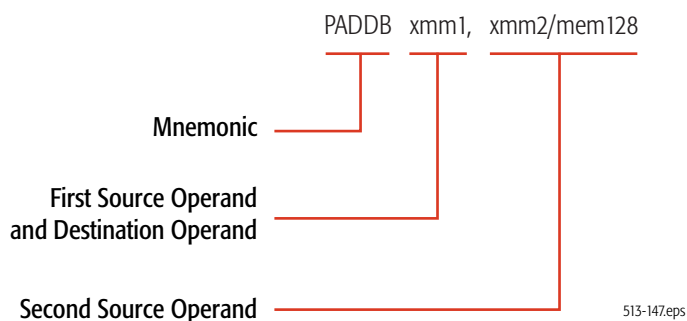 PADDB xmm1, xmm2/mem128
Mnemonic
First Source Operand
and Destination Operand
Second Source Operand
513-147.eps